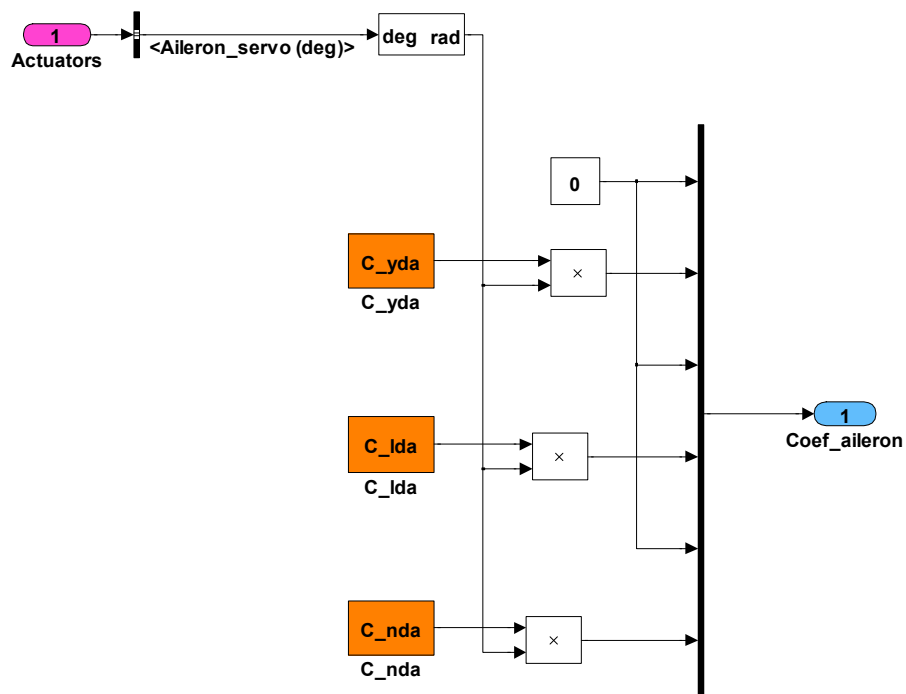 1
Actuators
<Aileron_servo (deg)>
deg rad
0
C_yda
C_yda
×
C_lda
C_lda
×
1
Coef_aileron
C_nda
C_nda
×